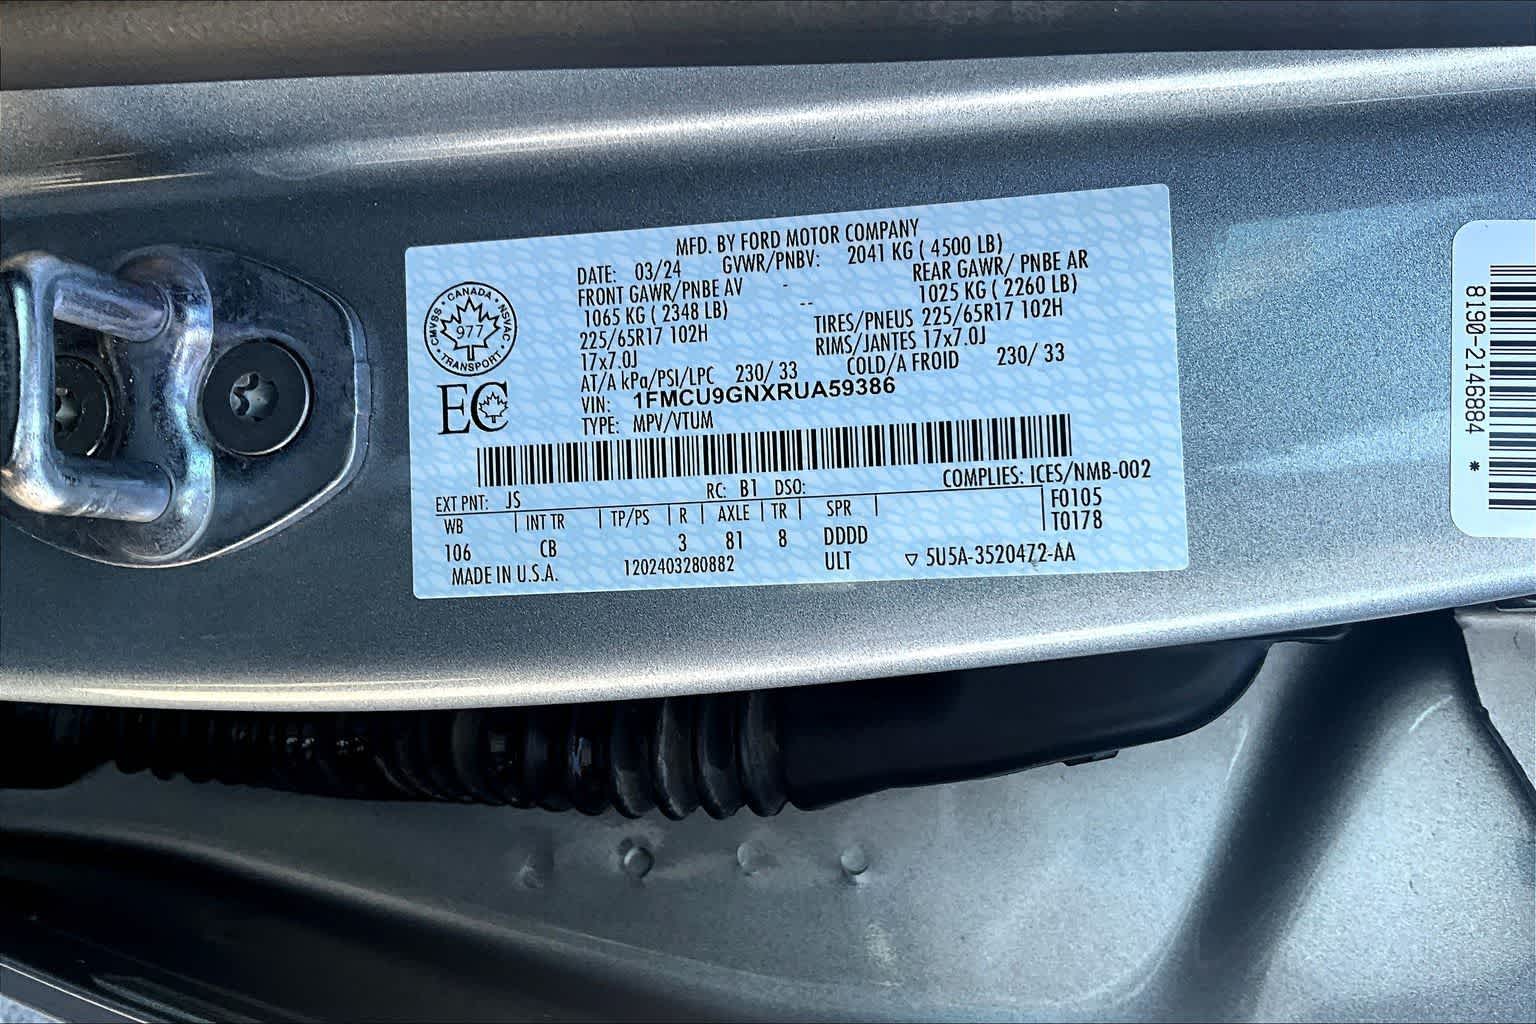 MFD. BY FORD MOTOR COMPANY
DATE: 03/24 GVWR/PNBV: 2041 KG ( 4500 LB)
FRONT GAWR/PNBE AV - REAR GAWR/ PNBE AR
1065 KG ( 2348 LB) -- 1025 KG ( 2260 LB)
225/65R17 102H TIRES/PNEUS 225/65R17 102H
17x7.0J RIMS/JANTES 17x7.0J
AT/A kPa/PSI/LPC 230/ 33 COLD/A FROID 230/ 33
VIN: 1FMCU9GNXRUA59386
TYPE: MPV/VTUM
CANADA
CMVSS 977 NSVAC
TRANSPORT
EC
COMPLIES: ICES/NMB-002
EXT PNT: JS RC: B1 DSO: F0105
WB INT TR TP/PS R AXLE TR SPR T0178
106 CB 3 81 8 DDDD
MADE IN U.S.A. 1202403280882 ULT ▽ 5U5A-3520472-AA
8190-214684 *